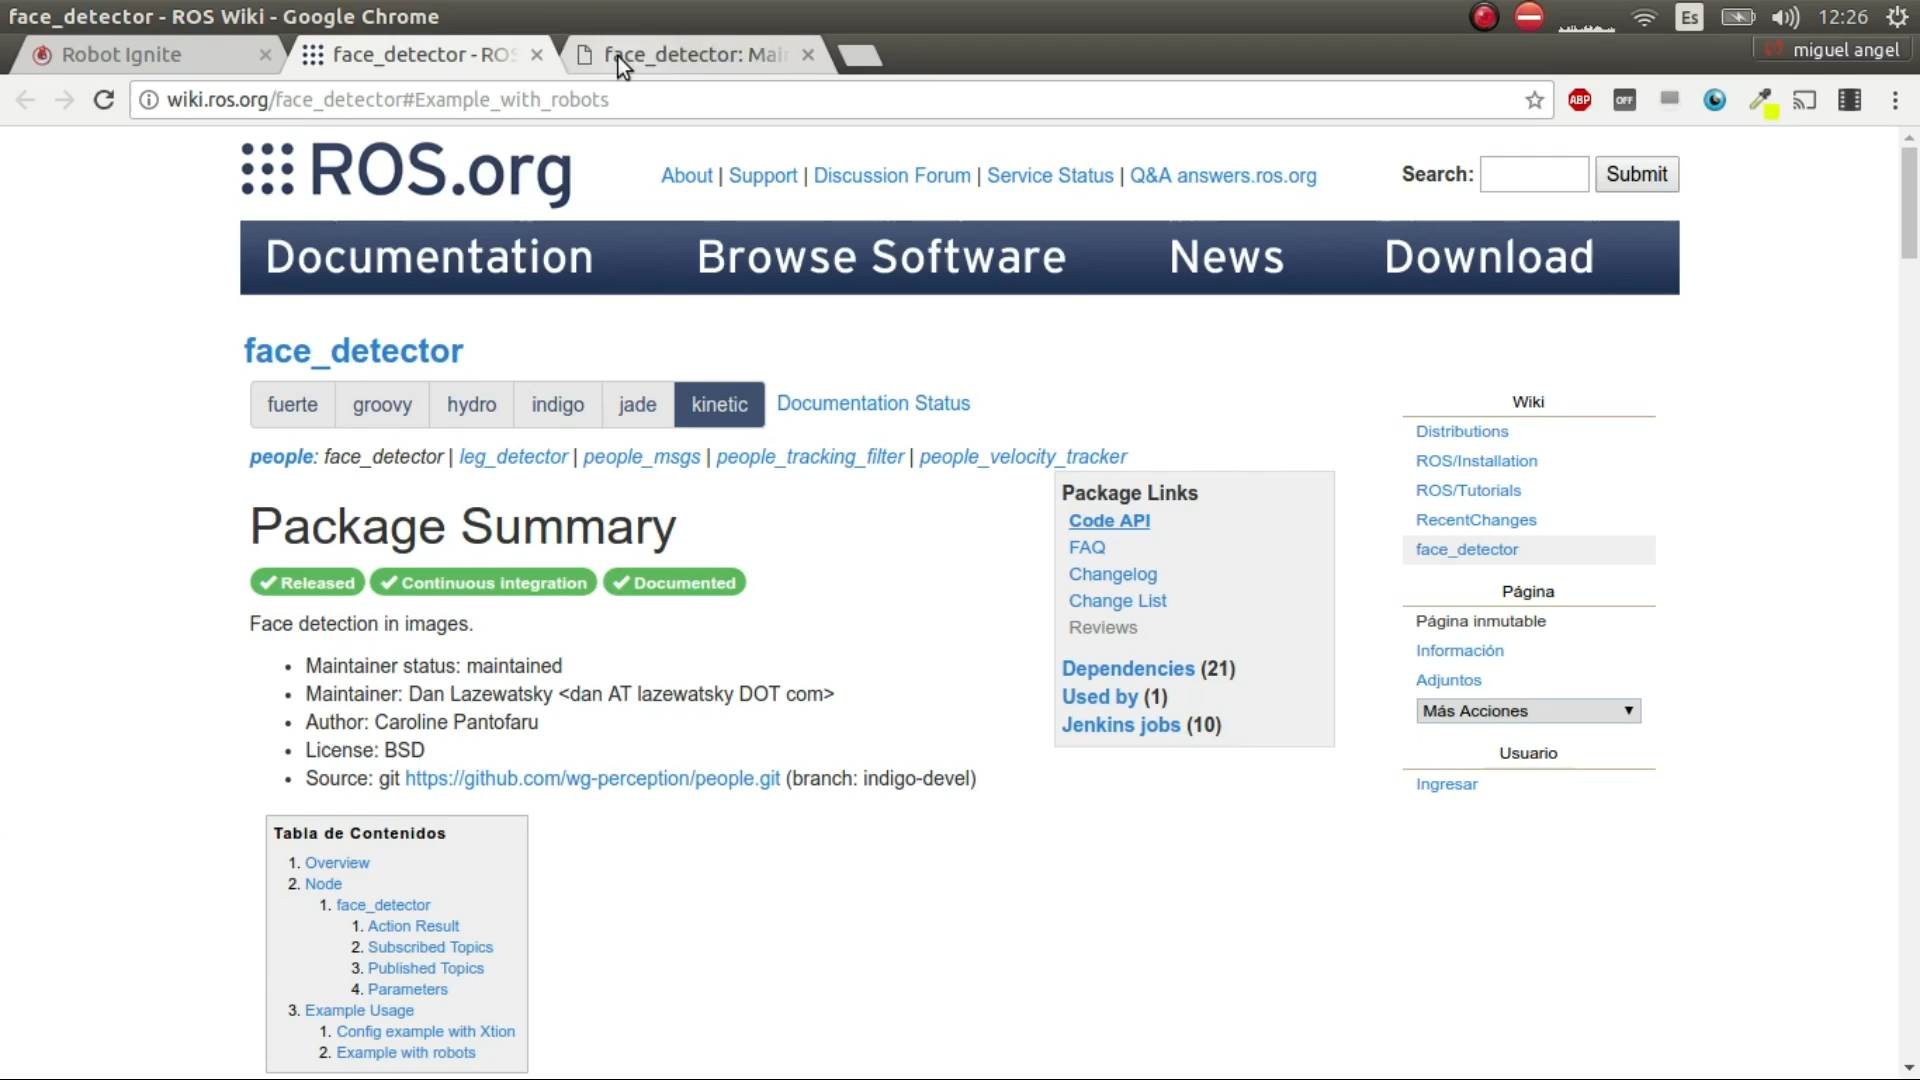 face_detector - ROS Wiki - Google Chrome
Es
12:26
Robot Ignite
face_detector - ROS
face_detector: Mai
miguel angel
wiki.ros.org/face_detector#Example_with_robots
ABP
OFF
ROS.org
About | Support | Discussion Forum | Service Status | Q&A answers.ros.org
Search:
Submit
Documentation
Browse Software
News
Download
face_detector
fuerte
groovy
hydro
indigo
jade
kinetic
Documentation Status
people: face_detector | leg_detector | people_msgs | people_tracking_filter | people_velocity_tracker
Package Summary
Released
Continuous integration
Documented
Face detection in images.
• Maintainer status: maintained
• Maintainer: Dan Lazewatsky <dan AT lazewatsky DOT com>
• Author: Caroline Pantofaru
• License: BSD
• Source: git https://github.com/wg-perception/people.git (branch: indigo-devel)
Package Links
Code API
FAQ
Changelog
Change List
Reviews
Dependencies (21)
Used by (1)
Jenkins jobs (10)
Wiki
Distributions
ROS/Installation
ROS/Tutorials
RecentChanges
face_detector
Página
Página inmutable
Información
Adjuntos
Más Acciones
Usuario
Ingresar
Tabla de Contenidos
1. Overview
2. Node
1. face_detector
1. Action Result
2. Subscribed Topics
3. Published Topics
4. Parameters
3. Example Usage
1. Config example with Xtion
2. Example with robots